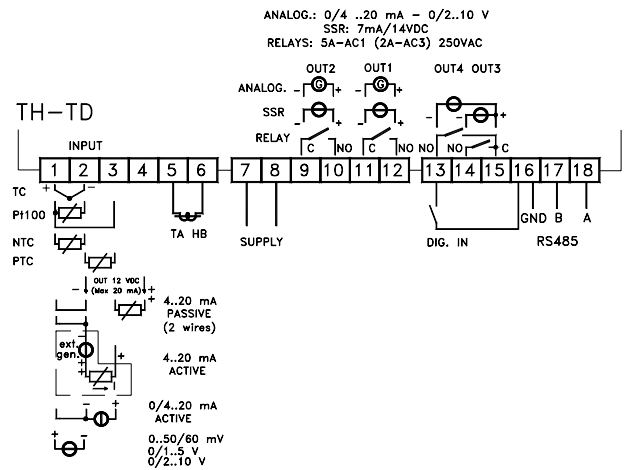 ANALOG.: 0/4 ..20 mA - 0/2..10 V
SSR: 7mA/14VDC
RELAYS: 5A-AC1 (2A-AC3) 250VAC
OUT2 OUT1 OUT4 OUT3
ANALOG. - G + - G +
SSR - + - + - +
TH-TD
RELAY C NO C NO NO NO C
INPUT
1 2 3 4 5 6 7 8 9 10 11 12 13 14 15 16 17 18
TC + -
Pt100
TA HB
SUPPLY
DIG. IN
GND B A
RS485
NTC
PTC
OUT 12 VDC
(Max 20 mA)
- + +
4..20 mA
PASSIVE
(2 wires)
ext.
gen.
- + + +
4..20 mA
ACTIVE
I
- +
0/4..20 mA
ACTIVE
+ -
0..50/60 mV
0/1..5 V
0/2..10 V